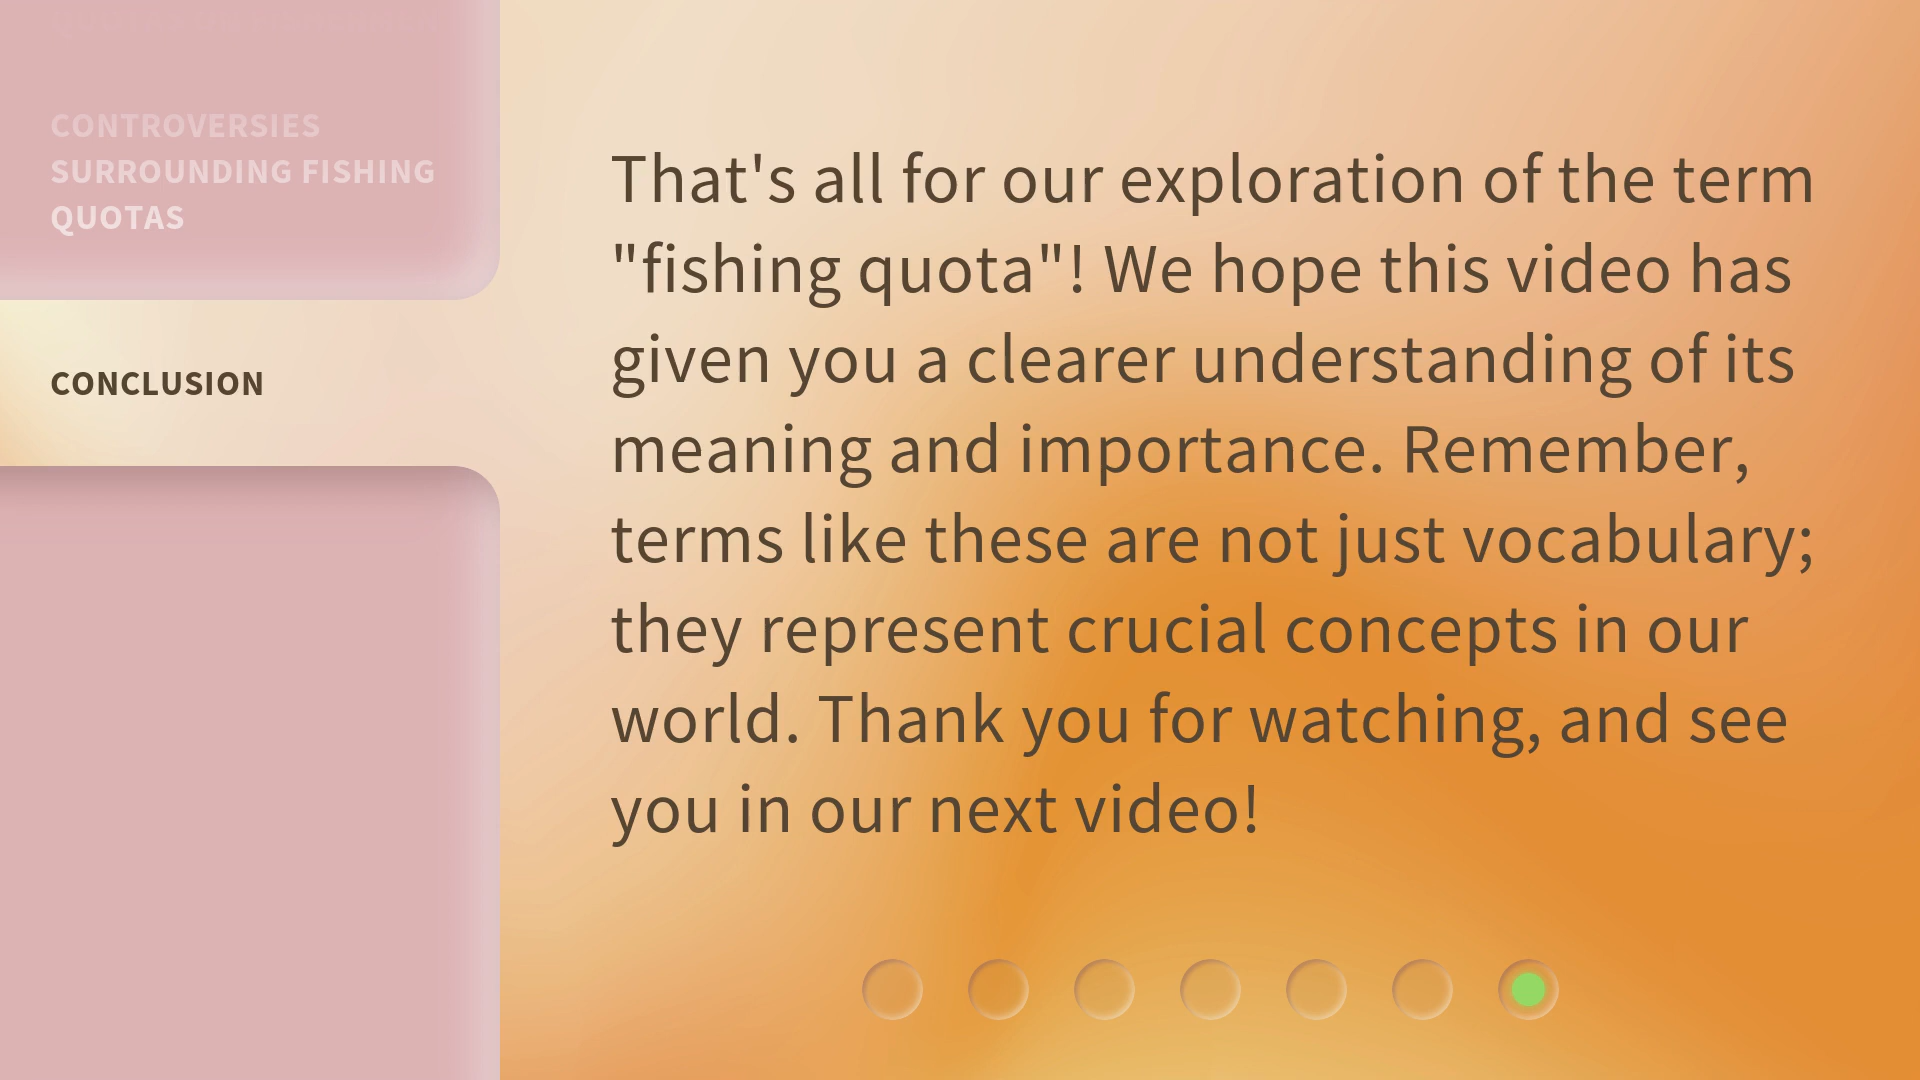 CONTROVERSIES
SURROUNDING FISHING
QUOTAS
CONCLUSION
That's all for our exploration of the term
"fishing quota"! We hope this video has
given you a clearer understanding of its
meaning and importance. Remember,
terms like these are not just vocabulary;
they represent crucial concepts in our
world. Thank you for watching, and see
you in our next video!